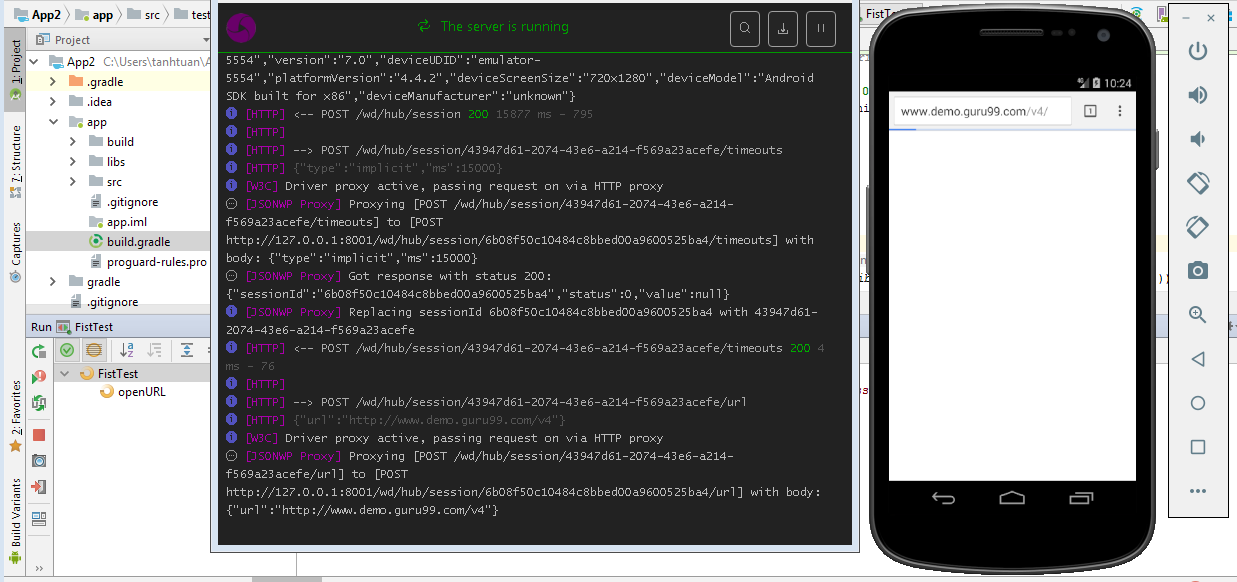 App2
app
src
test
FistTest
1: Project
7: Structure
Captures
2: Favorites
Build Variants
Project
App2 C:\Users\tanhtuan\A
.gradle
.idea
app
build
libs
src
.gitignore
app.iml
build.gradle
proguard-rules.pro
gradle
.gitignore
Run FistTest
FistTest
openURL
The server is running
5554","version":"7.0","deviceUDID":"emulator-
5554","platformVersion":"4.4.2","deviceScreenSize":"720x1280","deviceModel":"Android
SDK built for x86","deviceManufacturer":"unknown"}
[HTTP] <-- POST /wd/hub/session 200 15877 ms - 795
[HTTP]
[HTTP] --> POST /wd/hub/session/43947d61-2074-43e6-a214-f569a23acefe/timeouts
[HTTP] {"type":"implicit","ms":15000}
[W3C] Driver proxy active, passing request on via HTTP proxy
[JSONWP Proxy] Proxying [POST /wd/hub/session/43947d61-2074-43e6-a214-
f569a23acefe/timeouts] to [POST
http://127.0.0.1:8001/wd/hub/session/6b08f50c10484c8bbed00a9600525ba4/timeouts] with
body: {"type":"implicit","ms":15000}
[JSONWP Proxy] Got response with status 200:
{"sessionId":"6b08f50c10484c8bbed00a9600525ba4","status":0,"value":null}
[JSONWP Proxy] Replacing sessionId 6b08f50c10484c8bbed00a9600525ba4 with 43947d61-
2074-43e6-a214-f569a23acefe
[HTTP] <-- POST /wd/hub/session/43947d61-2074-43e6-a214-f569a23acefe/timeouts 200 4
ms - 76
[HTTP]
[HTTP] --> POST /wd/hub/session/43947d61-2074-43e6-a214-f569a23acefe/url
[HTTP] {"url":"http://www.demo.guru99.com/v4"}
[W3C] Driver proxy active, passing request on via HTTP proxy
[JSONWP Proxy] Proxying [POST /wd/hub/session/43947d61-2074-43e6-a214-
f569a23acefe/url] to [POST
http://127.0.0.1:8001/wd/hub/session/6b08f50c10484c8bbed00a9600525ba4/url] with body:
{"url":"http://www.demo.guru99.com/v4"}
10:24
www.demo.guru99.com/v4/
1